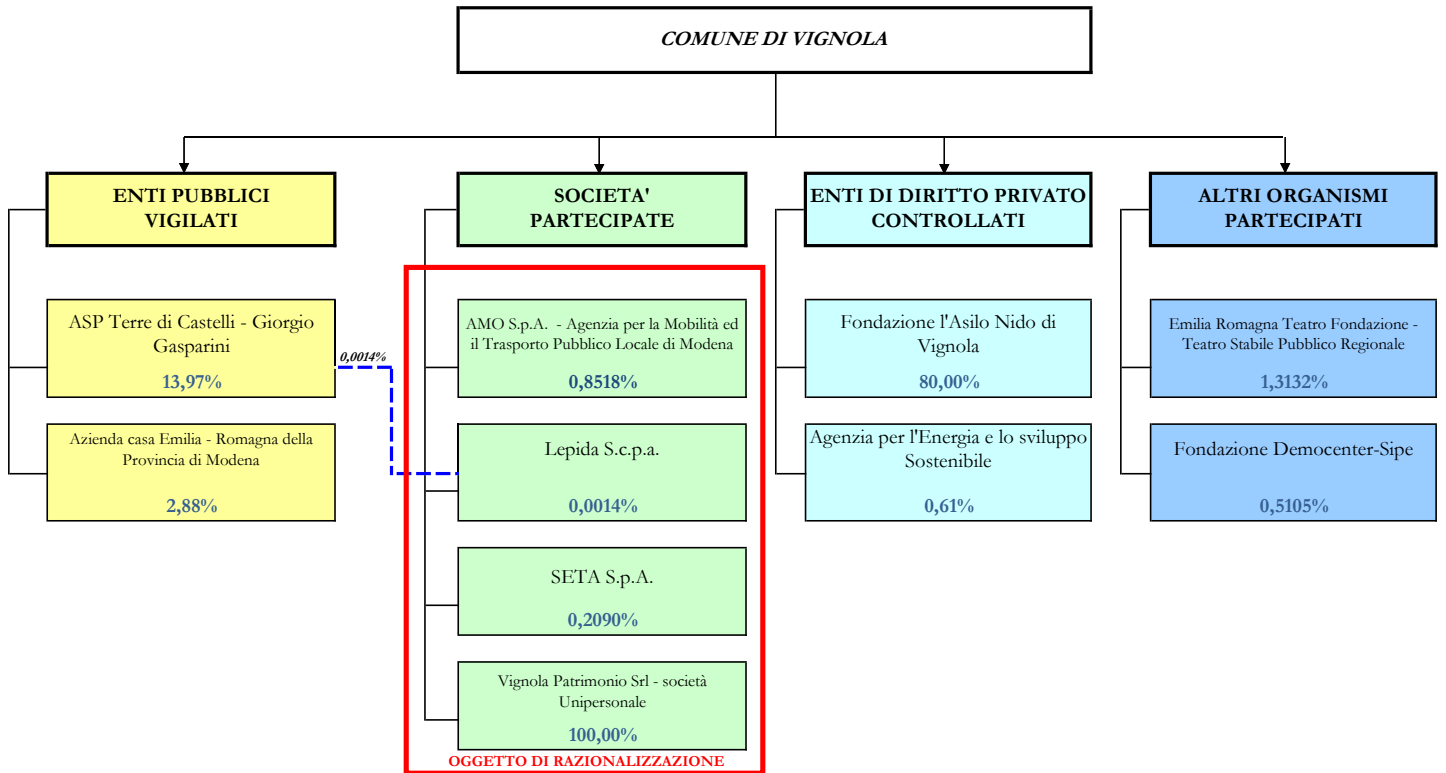 COMUNE DI VIGNOLA
ENTI PUBBLICI
VIGILATI
SOCIETA'
PARTECIPATE
ENTI DI DIRITTO PRIVATO
CONTROLLATI
ALTRI ORGANISMI
PARTECIPATI
ASP Terre di Castelli - Giorgio
Gasparini
13,97%
0,0014%
Azienda casa Emilia - Romagna della
Provincia di Modena
2,88%
AMO S.p.A.  - Agenzia per la Mobilità ed
il Trasporto Pubblico Locale di Modena
0,8518%
Lepida S.c.p.a.
0,0014%
SETA S.p.A.
0,2090%
Vignola Patrimonio Srl - società
Unipersonale
100,00%
OGGETTO DI RAZIONALIZZAZIONE
Fondazione l'Asilo Nido di
Vignola
80,00%
Agenzia per l'Energia e lo sviluppo
Sostenibile
0,61%
Emilia Romagna Teatro Fondazione -
Teatro Stabile Pubblico Regionale
1,3132%
Fondazione Democenter-Sipe
0,5105%